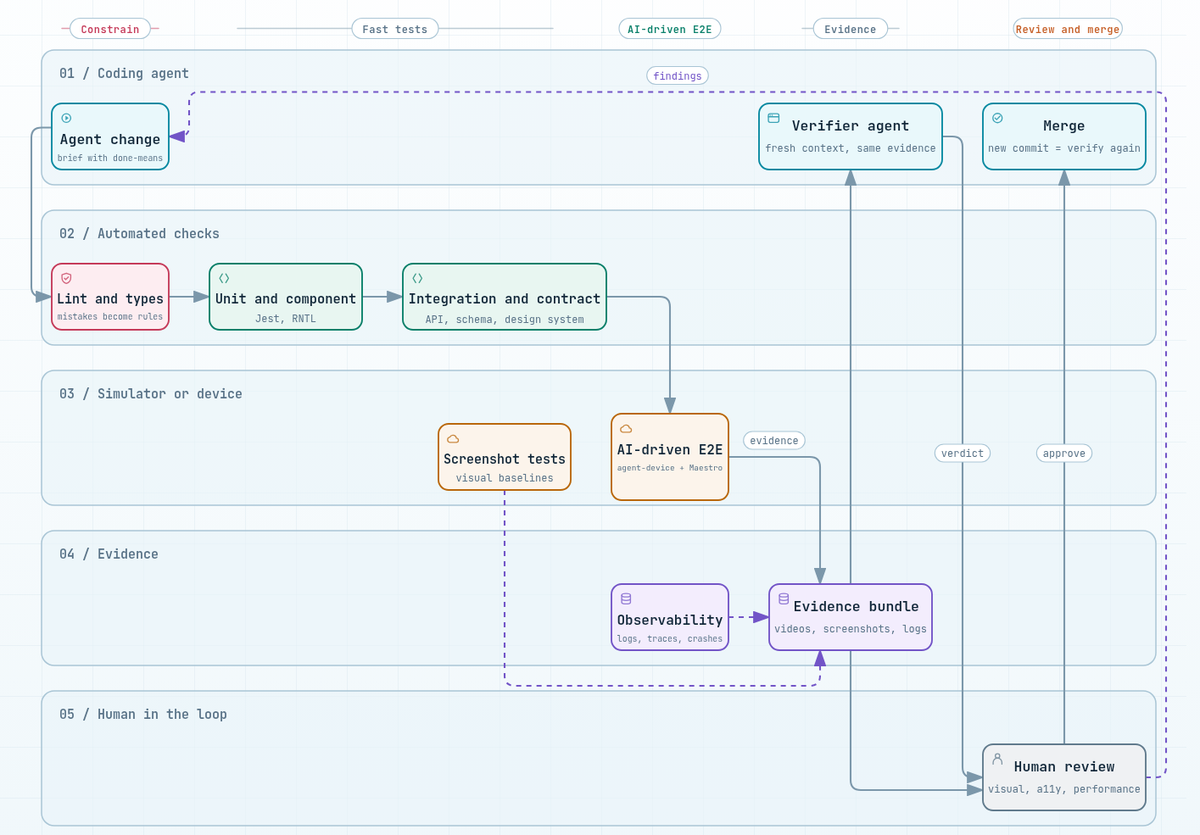 Constrain
Fast tests
AI-driven E2E
Evidence
Review and merge
01 / Coding agent
findings
Agent change
brief with done-means
Verifier agent
fresh context, same evidence
Merge
new commit = verify again
02 / Automated checks
Lint and types
mistakes become rules
Unit and component
Jest, RNTL
Integration and contract
API, schema, design system
03 / Simulator or device
Screenshot tests
visual baselines
AI-driven E2E
agent-device + Maestro
evidence
verdict
approve
04 / Evidence
Observability
logs, traces, crashes
Evidence bundle
videos, screenshots, logs
05 / Human in the loop
Human review
visual, a11y, performance